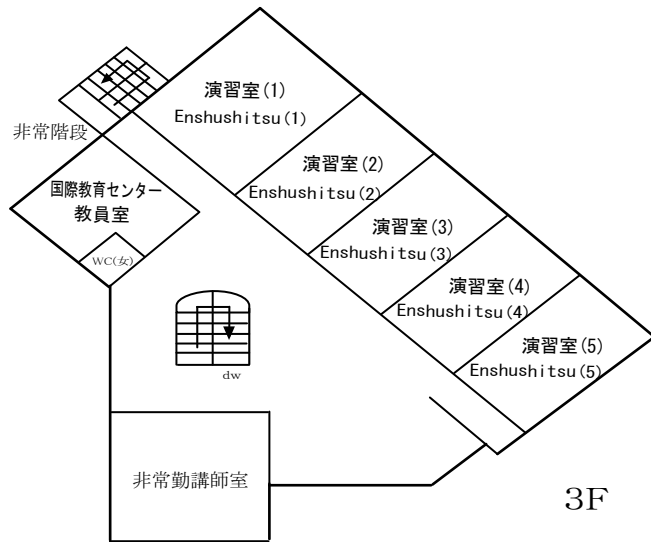 演習室(1)
Enshushitsu(1)
非常階段
演習室(2)
Enshushitsu(2)
国際教育センター
教員室
演習室(3)
Enshushitsu(3)
WC(女)
演習室(4)
Enshushitsu(4)
演習室(5)
Enshushitsu(5)
dw
非常勤講師室
3F